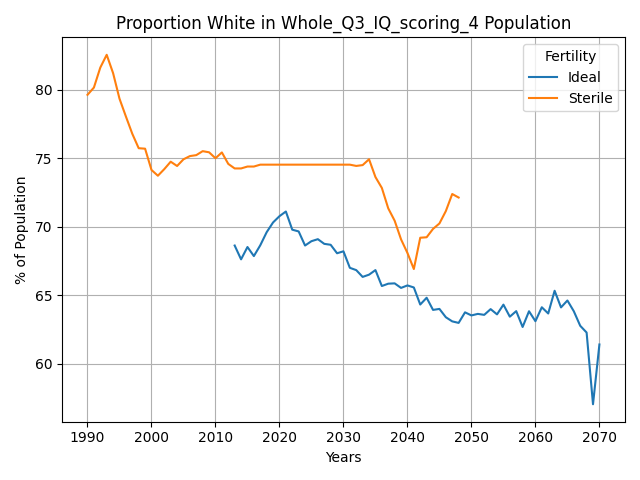 Proportion White in Whole_Q3_IQ_scoring_4 Population
Fertility
Ideal
Sterile
% of Population
80
75
70
65
60
1990 2000 2010 2020 2030 2040 2050 2060 2070
Years